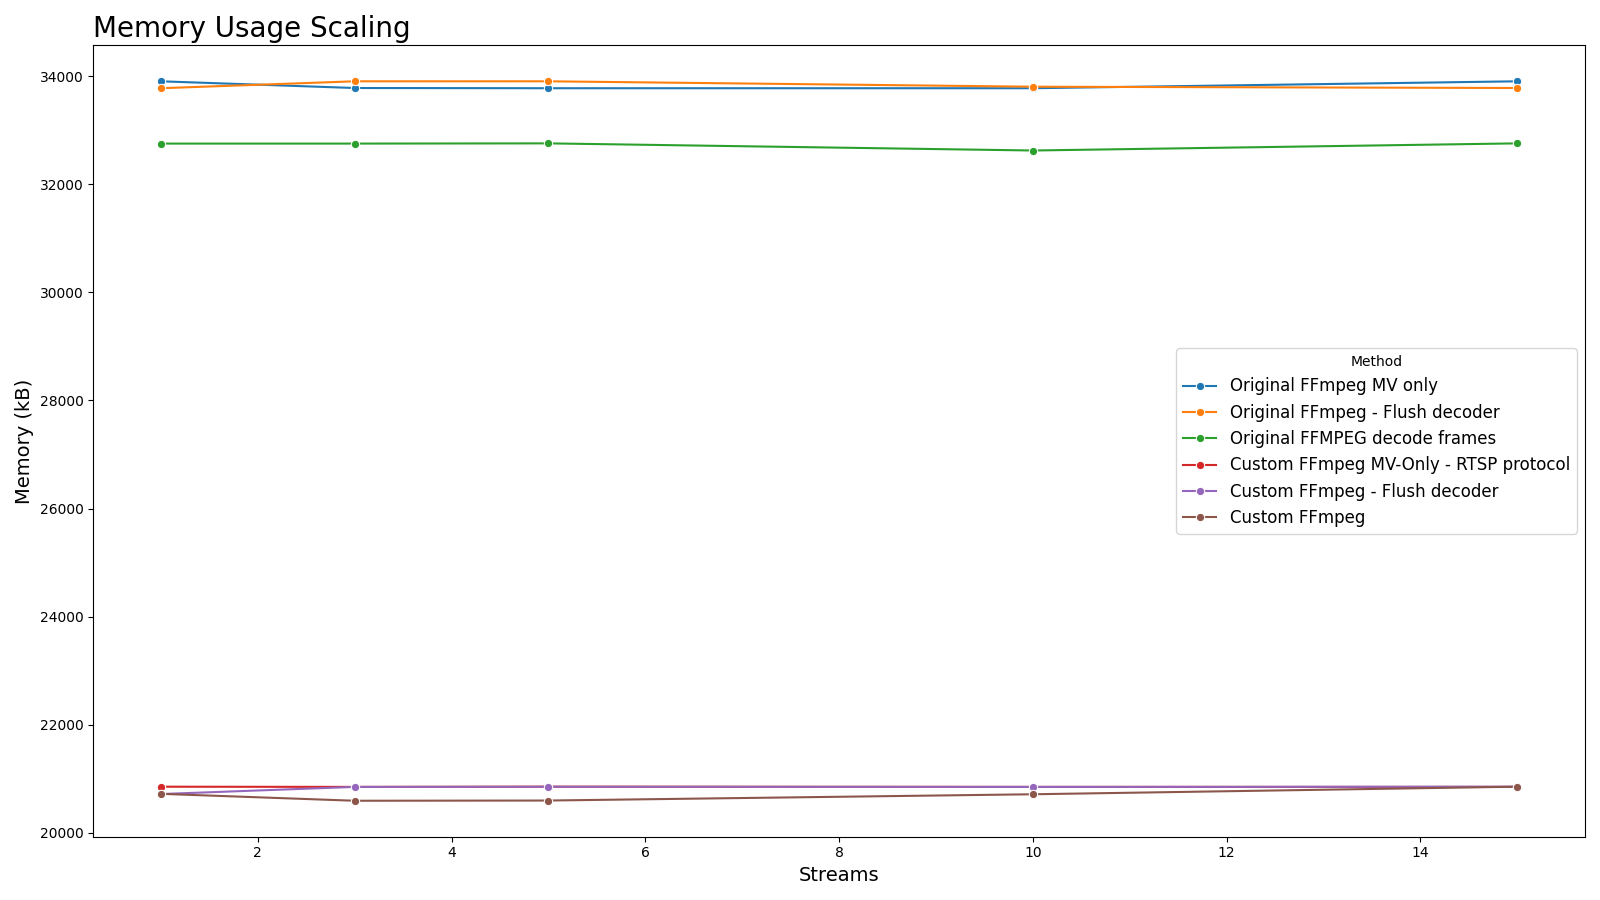 Memory Usage Scaling
34000
32000
30000
28000
26000
24000
22000
20000
Memory (kB)
2
4
6
8
10
12
14
Streams
Method
Original FFmpeg MV only
Original FFmpeg - Flush decoder
Original FFMPEG decode frames
Custom FFmpeg MV-Only - RTSP protocol
Custom FFmpeg - Flush decoder
Custom FFmpeg